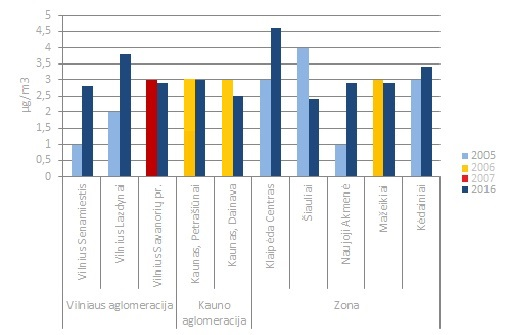 5
4,5
4
3,5
3
2,5
2
1,5
1
0,5
0
µg/m3
Vilnius Senamiestis
Vilnius Lazdynai
Vilnius Savanorių pr.
Kaunas, Petrašiūnai
Kaunas, Dainava
Klaipėda Centras
Šiauliai
Naujoji Akmenė
Mažeikiai
Kėdainiai
Vilniaus aglomeracija
Kauno
aglomeracija
Zona
2005
2006
2007
2016